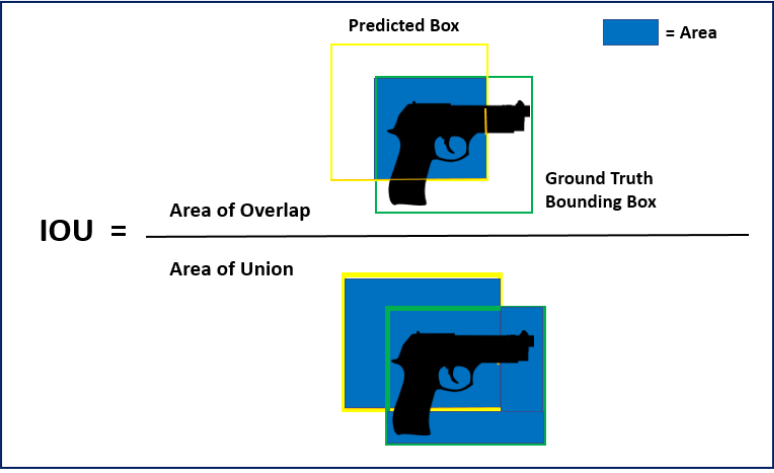 Predicted Box
= Area
Ground Truth
Bounding Box
Area of Overlap
IOU =
Area of Union